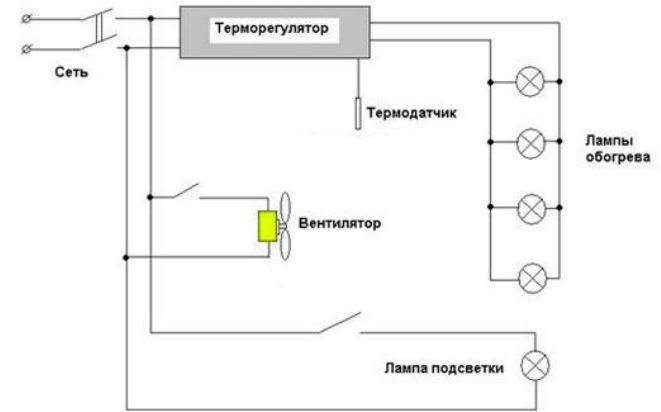 Терморегулятор
Сеть
Термодатчик
Лампы
обогрева
Вентилятор
Лампа подсветки